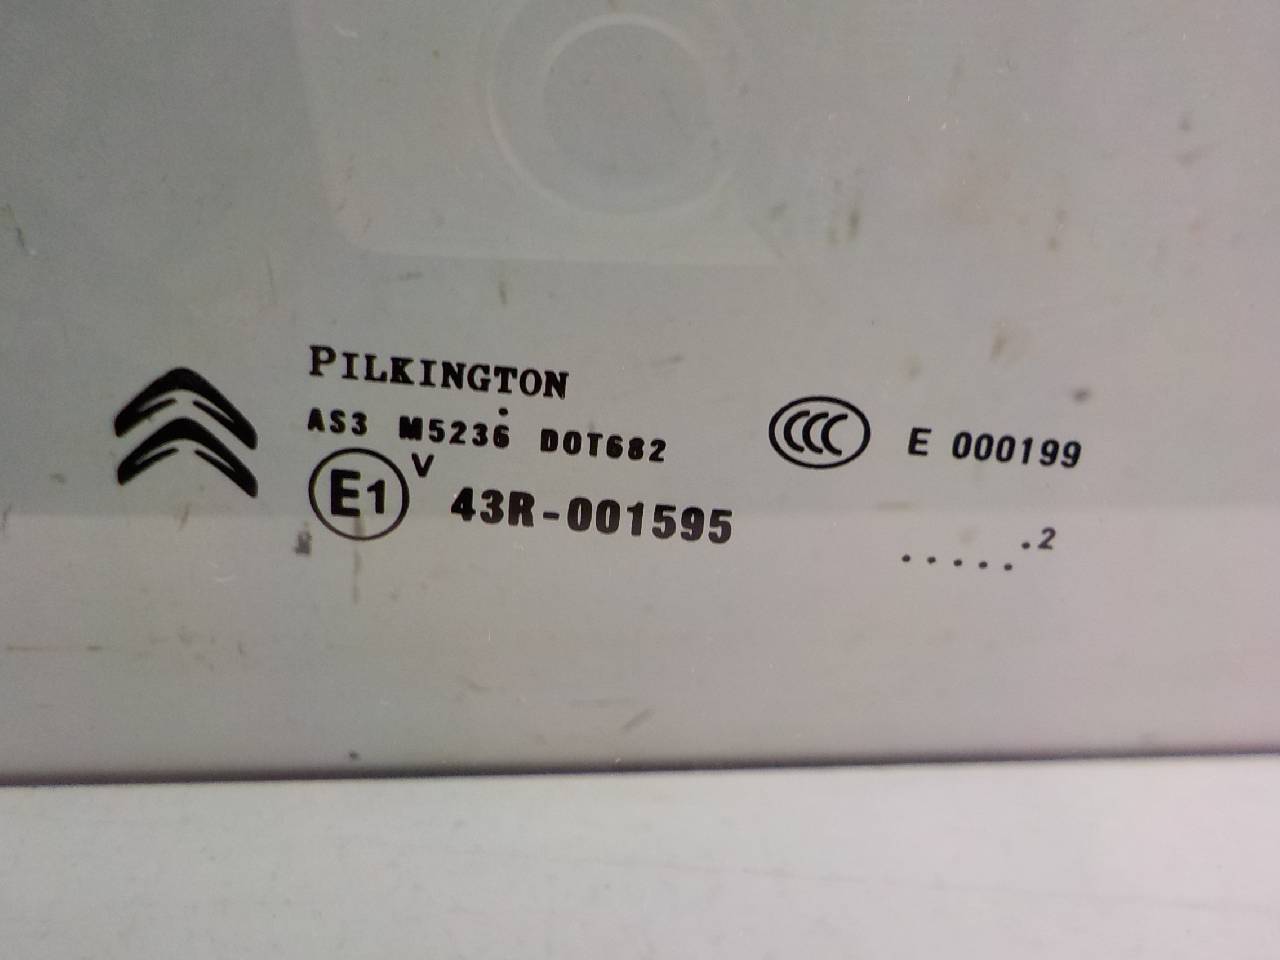 PILKINGTON
AS3 M5236 DOT682
E1 V 43R-001595
CCC E 000199
.....·2